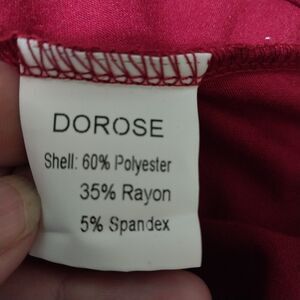 DOROSE
Shell: 60% Polyester
35% Rayon
5% Spandex